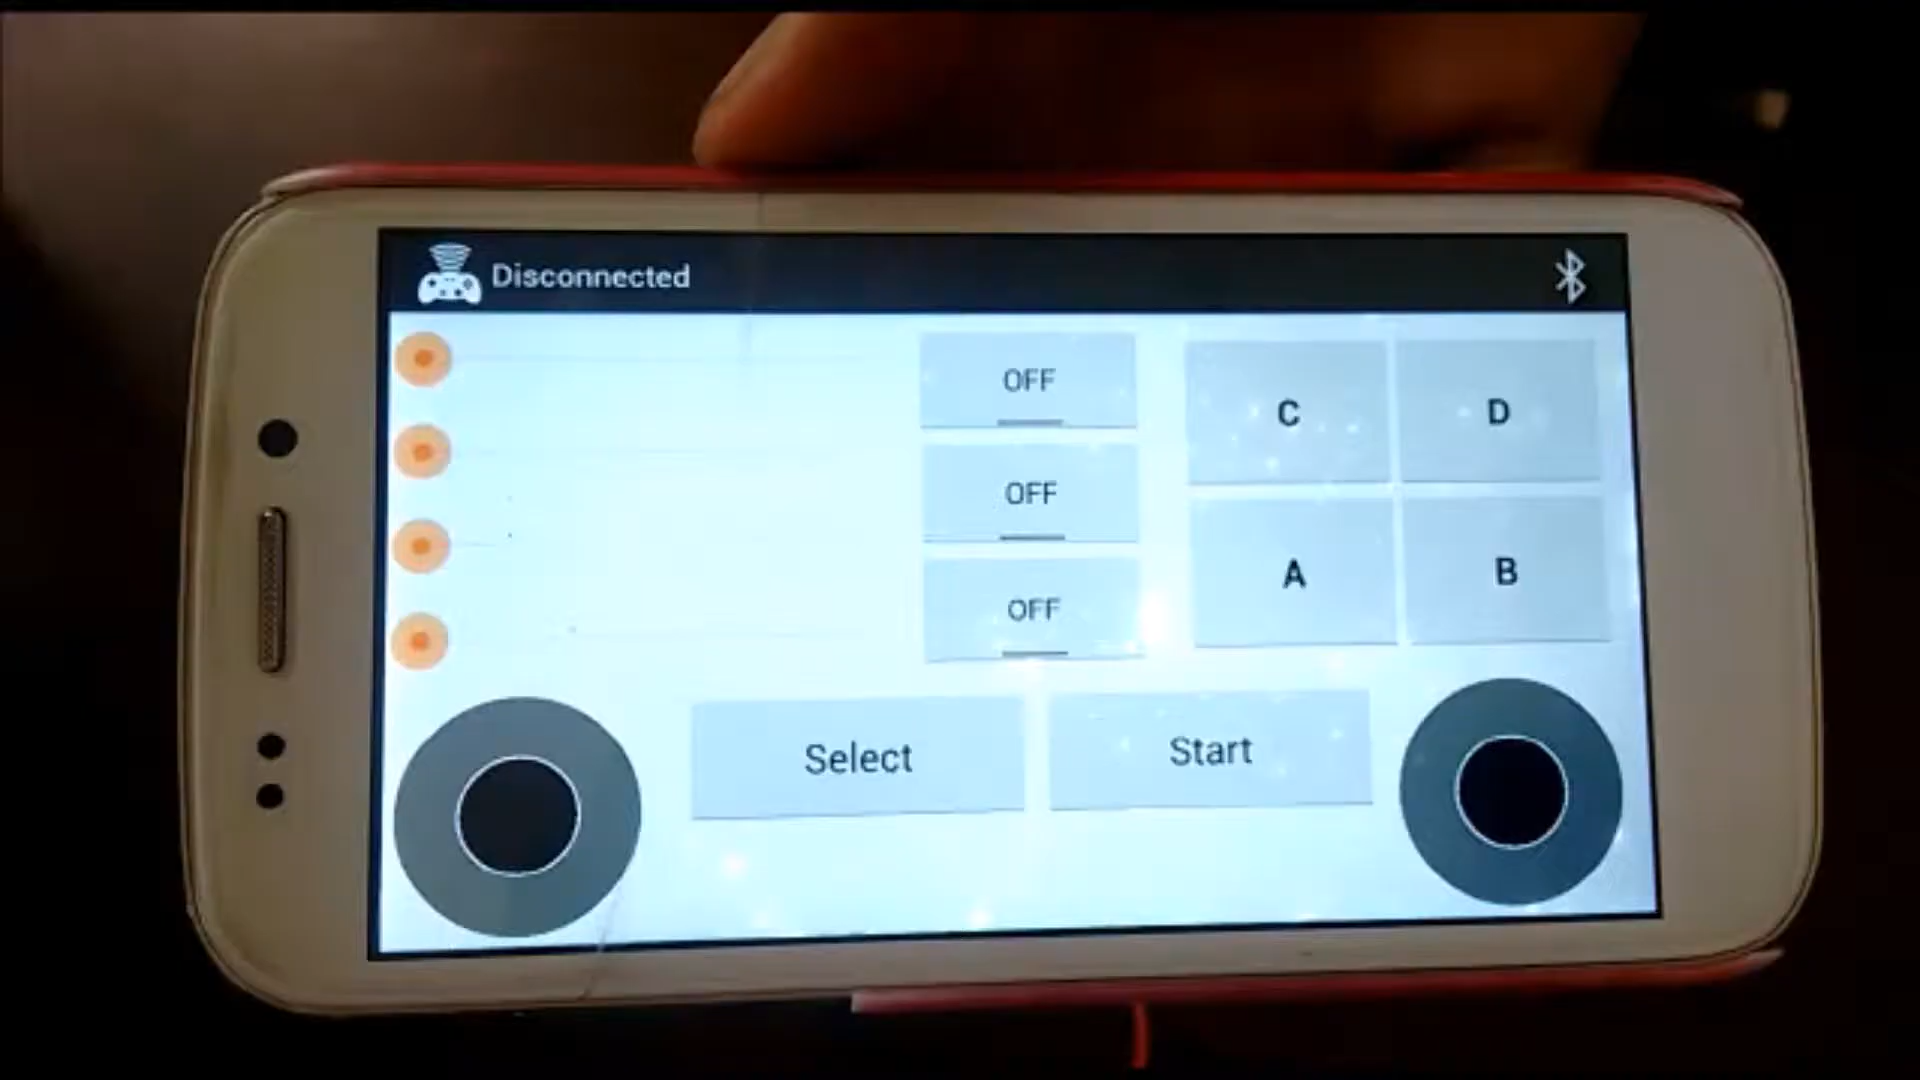 Disconnected
OFF
C
D
OFF
A
B
OFF
Select
Start